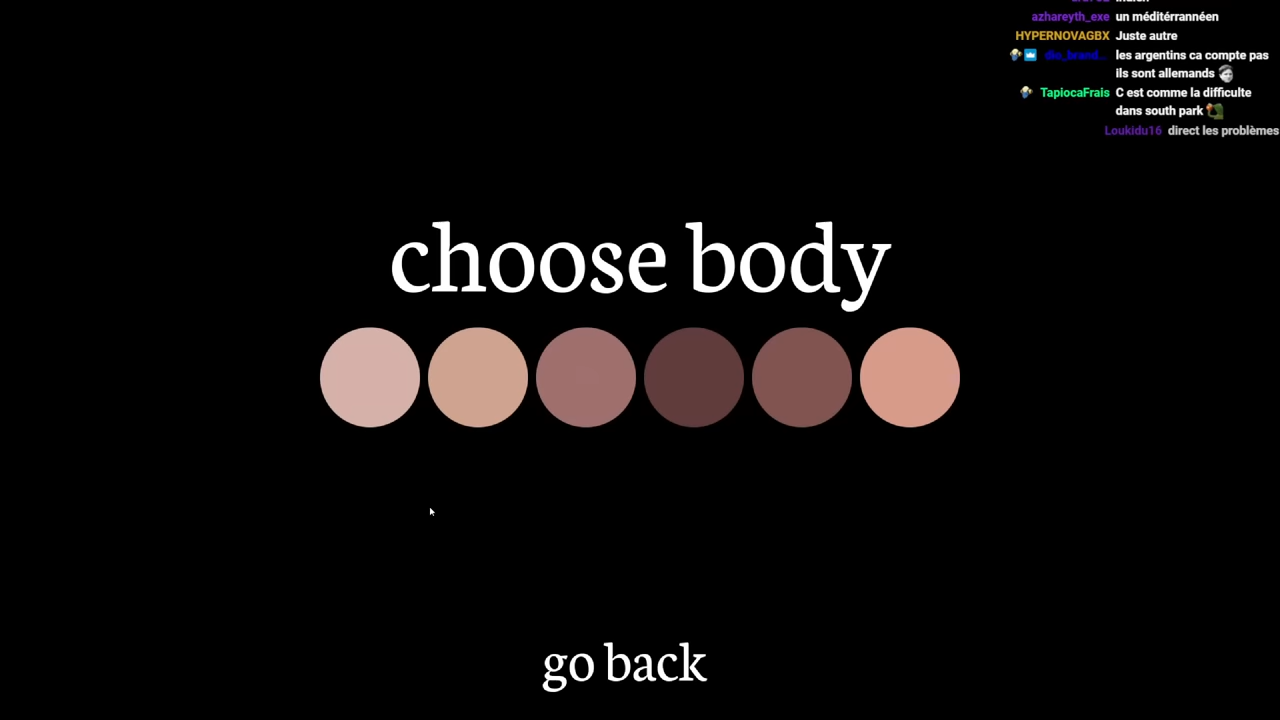 azhareyth_exe un méditérrannéen
HYPERNOVAGBX Juste autre
les argentins ca compte pas
ils sont allemands
TapiocaFrais C est comme la difficulte
dans south park
Loukidu16 direct les problèmes
choose body
go back